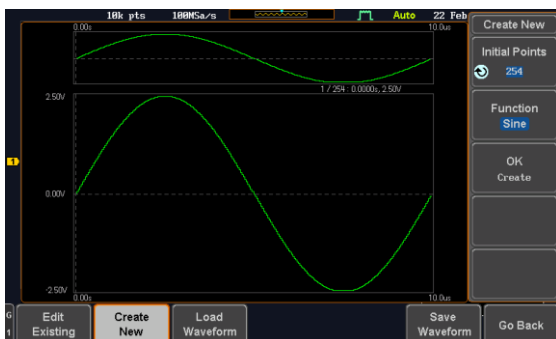 10k pts 100MSa/s Auto 22 Feb
Create New
0.00s 10.0us
Initial Points
254
1 / 254 : 0.0000s, 2.50V
2.50V
Function
Sine
1
OK
Create
0.00V
-2.50V
0.00s 10.0us
G
1
Edit Existing
Create New
Load Waveform
Save Waveform
Go Back